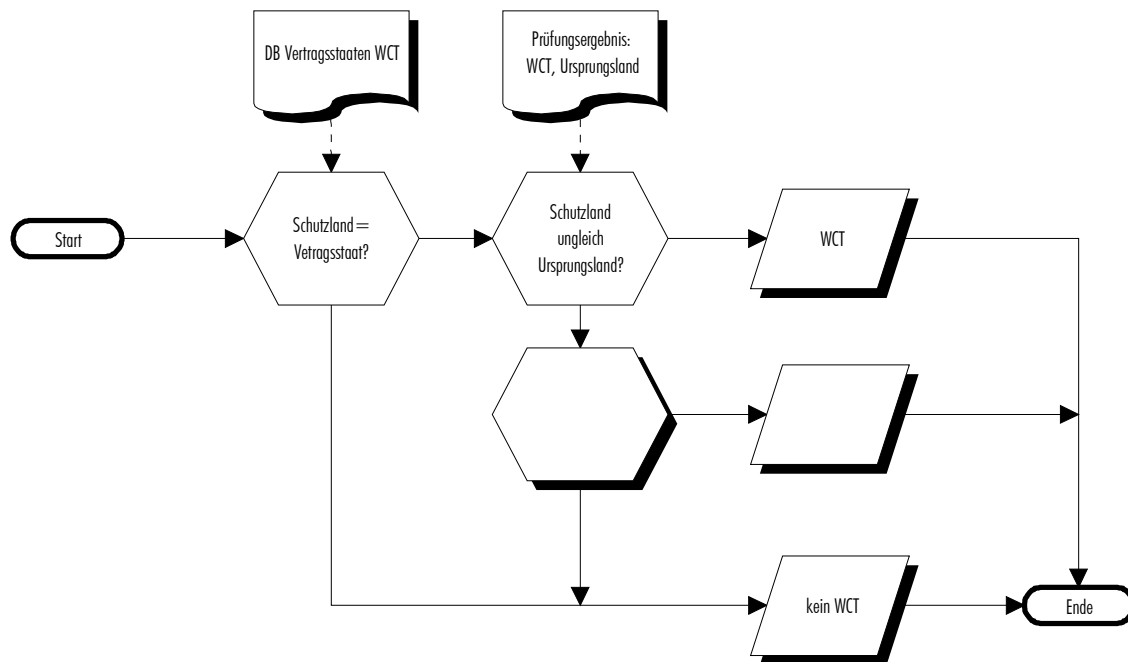 DB Vertragsstaaten WCT
Prüfungsergebnis:
WCT, Ursprungsland
Start
Schutzland=
Vetragsstaat?
Schutzland
ungleich
Ursprungsland?
WCT
kein WCT
Ende